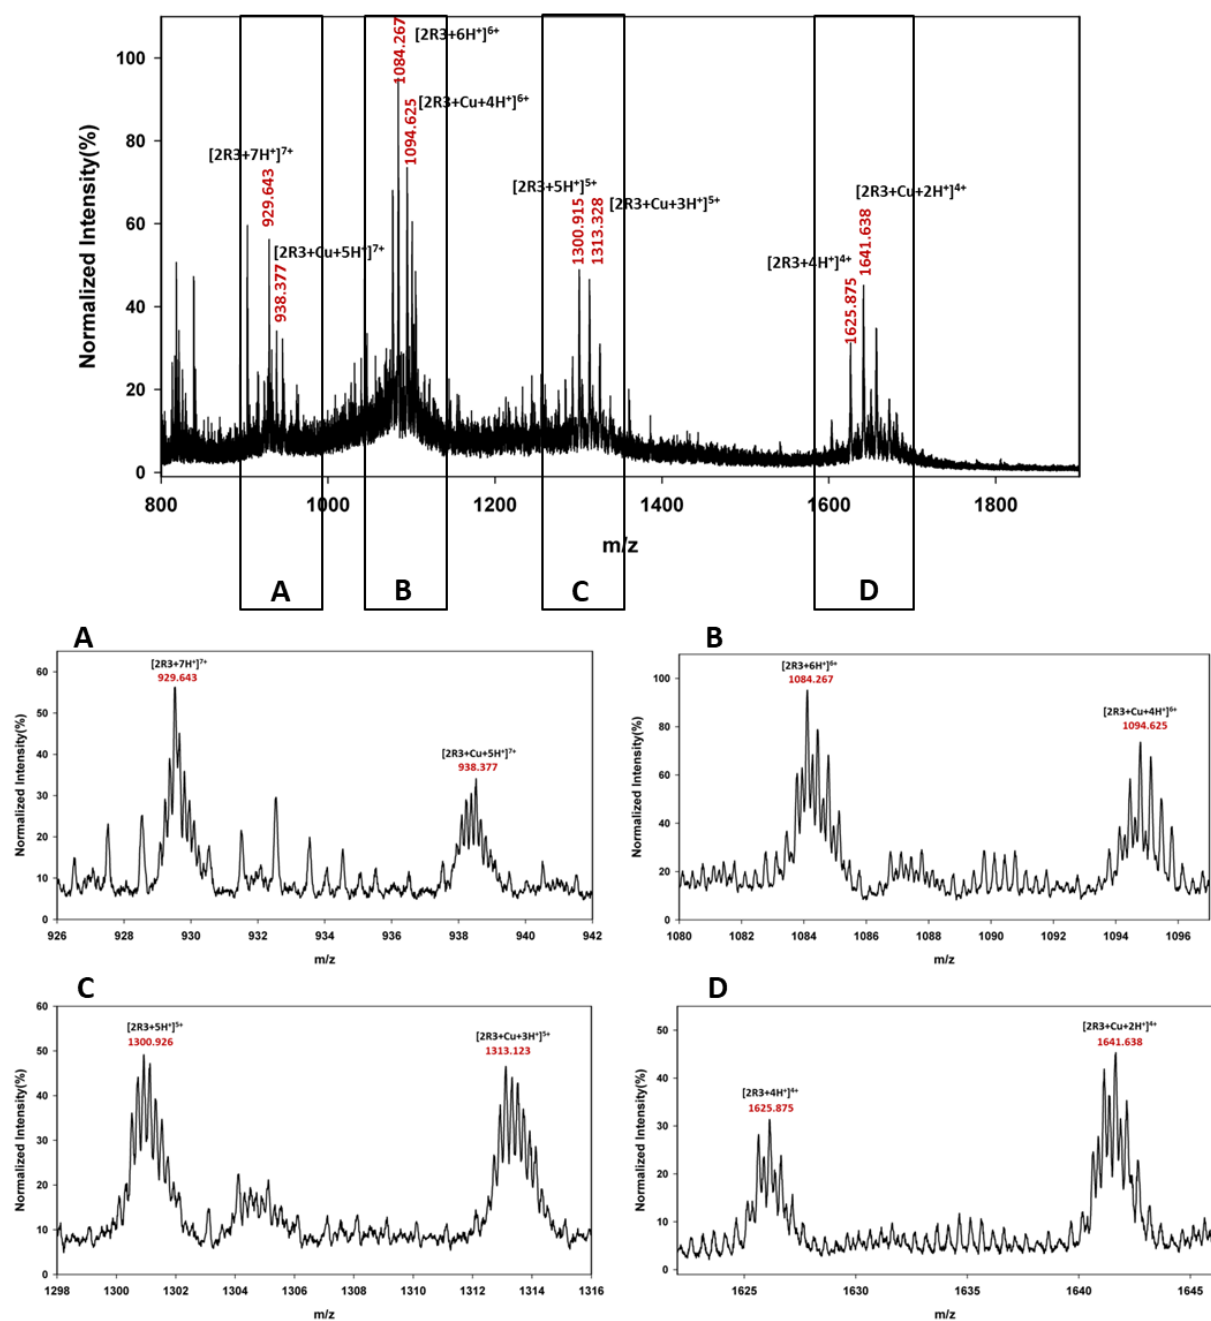 [2R3+6H⁺]⁶⁺
1084.267
[2R3+Cu+4H⁺]⁶⁺
1094.625
[2R3+7H⁺]⁷⁺
929.643
[2R3+Cu+5H⁺]⁷⁺
938.377
[2R3+5H⁺]⁵⁺
1300.915
[2R3+Cu+3H⁺]⁵⁺
1313.328
[2R3+Cu+2H⁺]⁴⁺
1641.638
[2R3+4H⁺]⁴⁺
1625.875
Normalized Intensity(%)
100
80
60
40
20
0
800 1000 1200 1400 1600 1800
m/z
A B C D
A
[2R3+7H⁺]⁷⁺
929.643
[2R3+Cu+5H⁺]⁷⁺
938.377
Normalized Intensity(%)
60
50
40
30
20
10
0
926 928 930 932 934 936 938 940 942
m/z
B
[2R3+6H⁺]⁶⁺
1084.267
[2R3+Cu+4H⁺]⁶⁺
1094.625
Normalized Intensity(%)
100
80
60
40
20
0
1080 1082 1084 1086 1088 1090 1092 1094 1096
m/z
C
[2R3+5H⁺]⁵⁺
1300.926
[2R3+Cu+3H⁺]⁵⁺
1313.123
Normalized Intensity(%)
60
50
40
30
20
10
0
1298 1300 1302 1304 1306 1308 1310 1312 1314 1316
m/z
D
[2R3+Cu+2H⁺]⁴⁺
1641.638
[2R3+4H⁺]⁴⁺
1625.875
Normalized Intensity(%)
50
40
30
20
10
0
1625 1630 1635 1640 1645
m/z